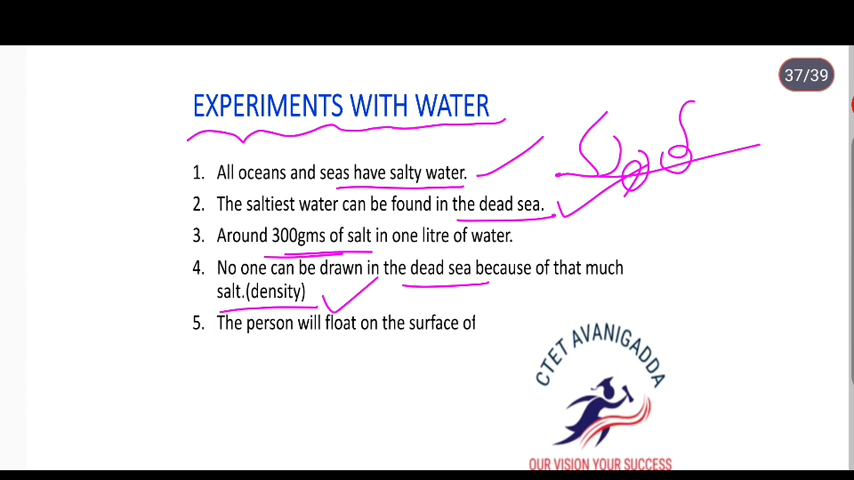 37/39
EXPERIMENTS WITH WATER
1. All oceans and seas have salty water.
2. The saltiest water can be found in the dead sea.
3. Around 300gms of salt in one litre of water.
4. No one can be drawn in the dead sea because of that much
salt.(density)
5. The person will float on the surface of
CTET AVANIGADDA
OUR VISION YOUR SUCCESS